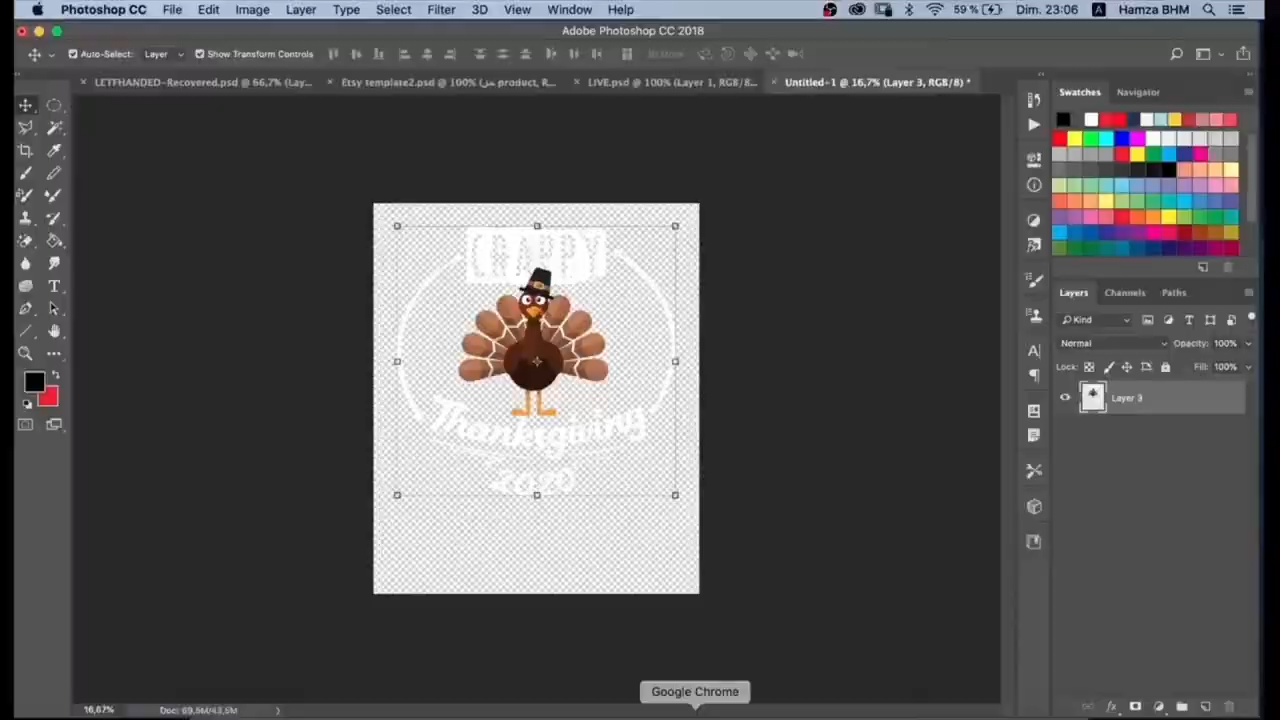 Photoshop CC File Edit Image Layer Type Select Filter 3D View Window Help 59 % Dim. 23:06 A Hamza BHM
Adobe Photoshop CC 2018
Auto-Select: Layer Show Transform Controls
LETFHANDED-Recovered.psd @ 66,7% (Lay... Etsy template2.psd @ 100% ( product, R... LIVE.psd @ 100% (Layer 1, RGB/8... Untitled-1 @ 16,7% (Layer 3, RGB/8) *
Swatches Navigator
CRAPPY
Thanksgiving
2020
Layers Channels Paths
Kind
Normal Opacity: 100%
Lock: Fill: 100%
Layer 3
Google Chrome
16,67% Doc: 69,5M/43,5M